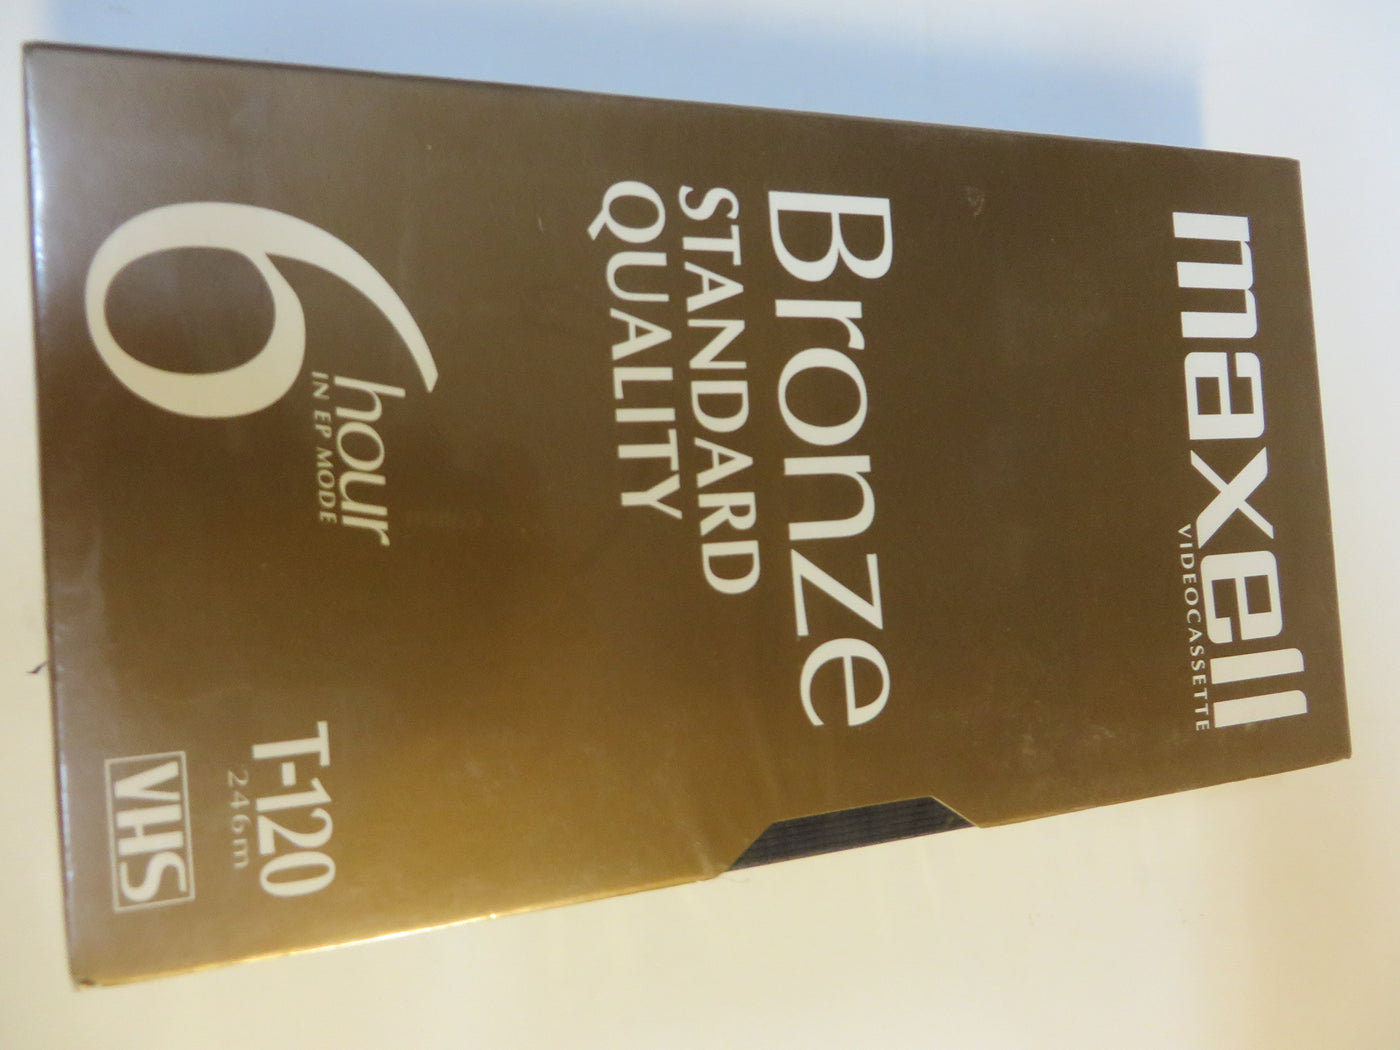 maxell
VIDEOCASSETTE
Bronze
STANDARD
QUALITY
6 hour
IN EP MODE
T-120
246m
VHS